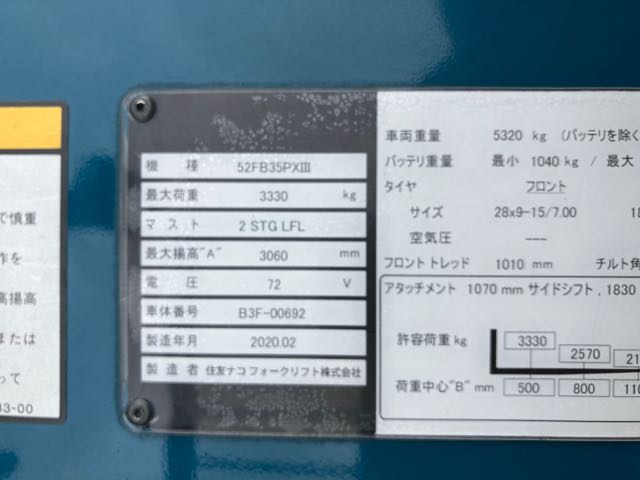 で慎重
作を
高揚高
または
って
33-00
機 種 52FB35PXⅢ
最大荷重 3330 kg
マスト 2 STG LFL
最大揚高"A" 3060 mm
電 圧 72 V
車体番号 B3F-00692
製造年月 2020.02
製造者 住友ナコ フォークリフト株式会社
車両重量 5320 kg (バッテリを除く
バッテリ重量 最小 1040 kg / 最大
タイヤ フロント
サイズ 28x9-15/7.00 18
空気圧 ---
フロントトレッド 1010 mm チルト角
アタッチメント 1070 mm サイドシフト , 1830
許容荷重 kg 3330 2570 21
荷重中心"B" mm 500 800 110